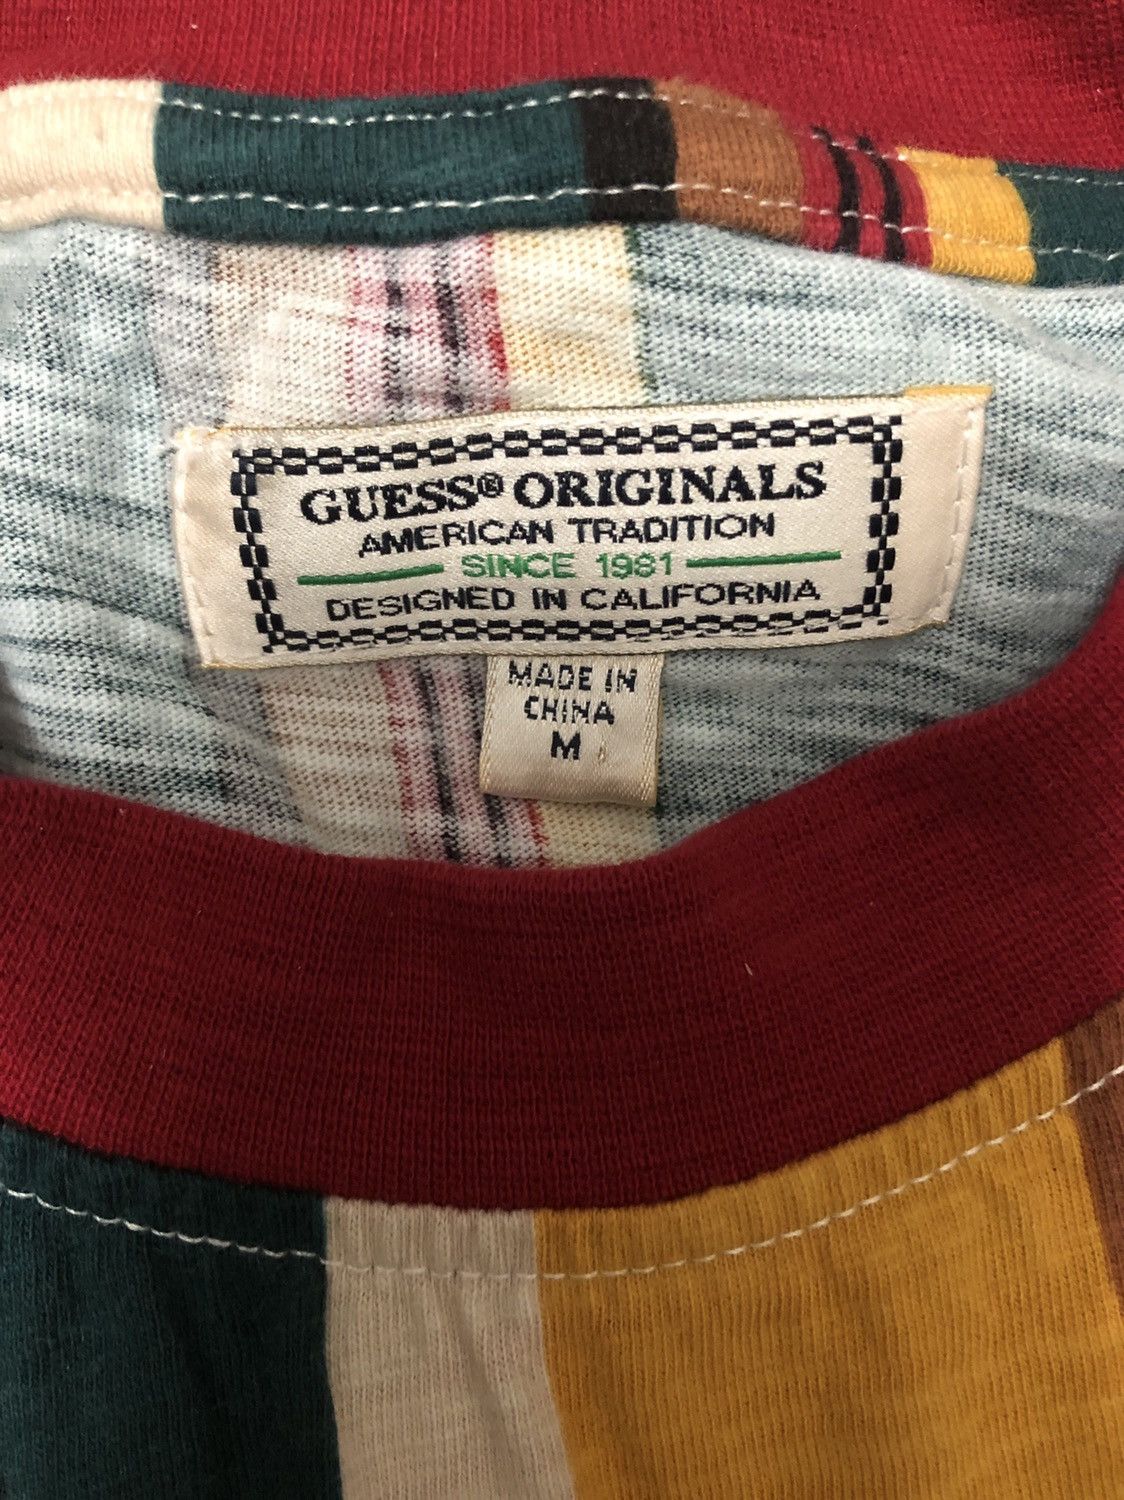 GUESS® ORIGINALS
AMERICAN TRADITION
SINCE 1981
DESIGNED IN CALIFORNIA
MADE IN
CHINA
M